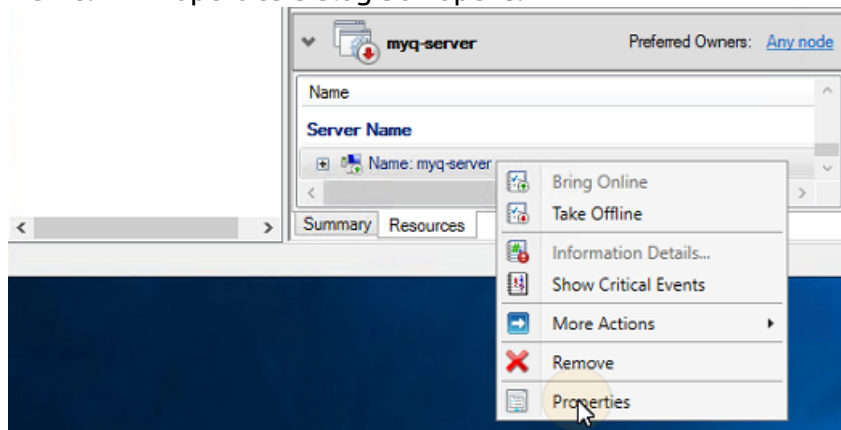 myq-server Preferred Owners: Any node
Name
Server Name
Name: myq-server
Summary Resources
Bring Online
Take Offline
Information Details...
Show Critical Events
More Actions
Remove
Properties